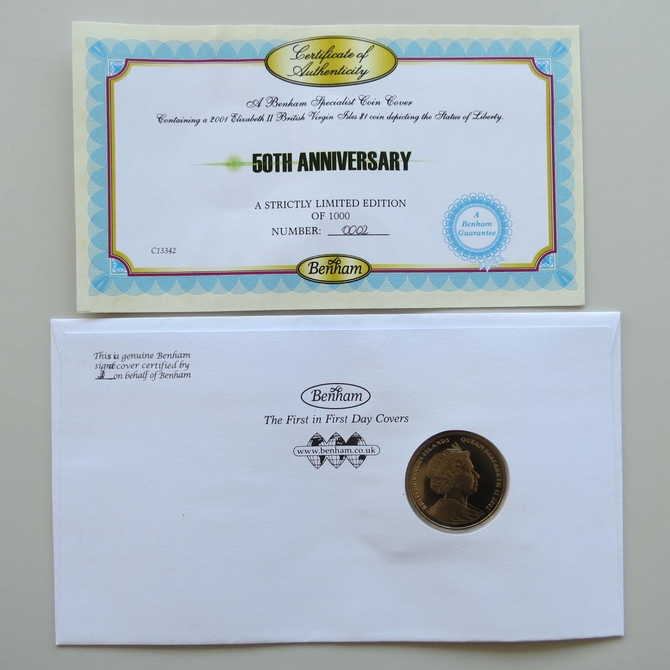 Certificate of
Authenticity
A Benham Specialist Coin Cover
Containing a 2001 Elizabeth II British Virgin Isles $1 coin depicting the Statue of Liberty.
50TH ANNIVERSARY
A STRICTLY LIMITED EDITION
OF 1000
NUMBER: 0002
A
Benham
Guarantee
C13342
Benham
This is a genuine Benham
signed cover certified by
on behalf of Benham
Benham
The First in First Day Covers
www.benham.co.uk
BRITISH VIRGIN ISLANDS QUEEN ELIZABETH II